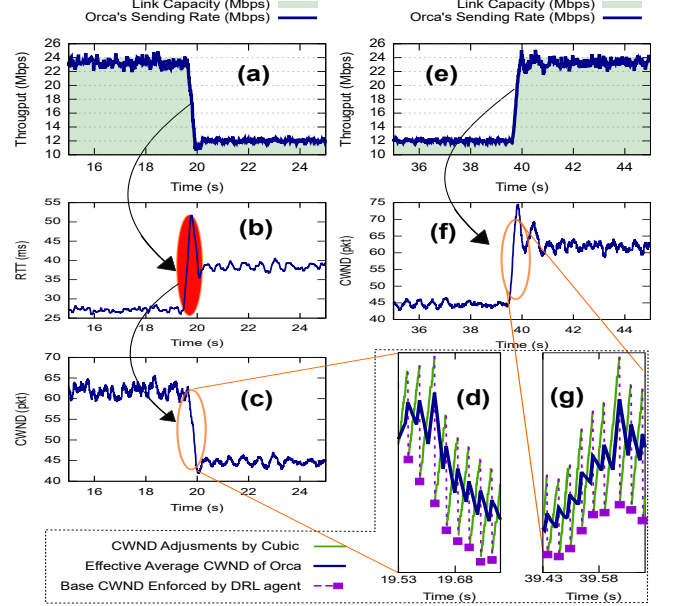 Link Capacity (Mbps)
Orca's Sending Rate (Mbps)
Througput (Mbps)
26
24
22
20
18
16
14
12
10
(a)
16 18 20 22 24
Time (s)
Link Capacity (Mbps)
Orca's Sending Rate (Mbps)
Througput (Mbps)
26
24
22
20
18
16
14
12
10
(e)
36 38 40 42 44
Time (s)
RTT (ms)
55
50
45
40
35
30
25
(b)
16 18 20 22 24
Time (s)
CWND (pkt)
75
70
65
60
55
50
45
40
(f)
36 38 40 42 44
Time (s)
CWND (pkt)
65
60
55
50
45
40
(c)
16 18 20 22 24
Time (s)
(d)
19.53 19.68
Time (s)
(g)
39.43 39.58
Time (s)
CWND Adjusments by Cubic
Effective Average CWND of Orca
Base CWND Enforced by DRL agent